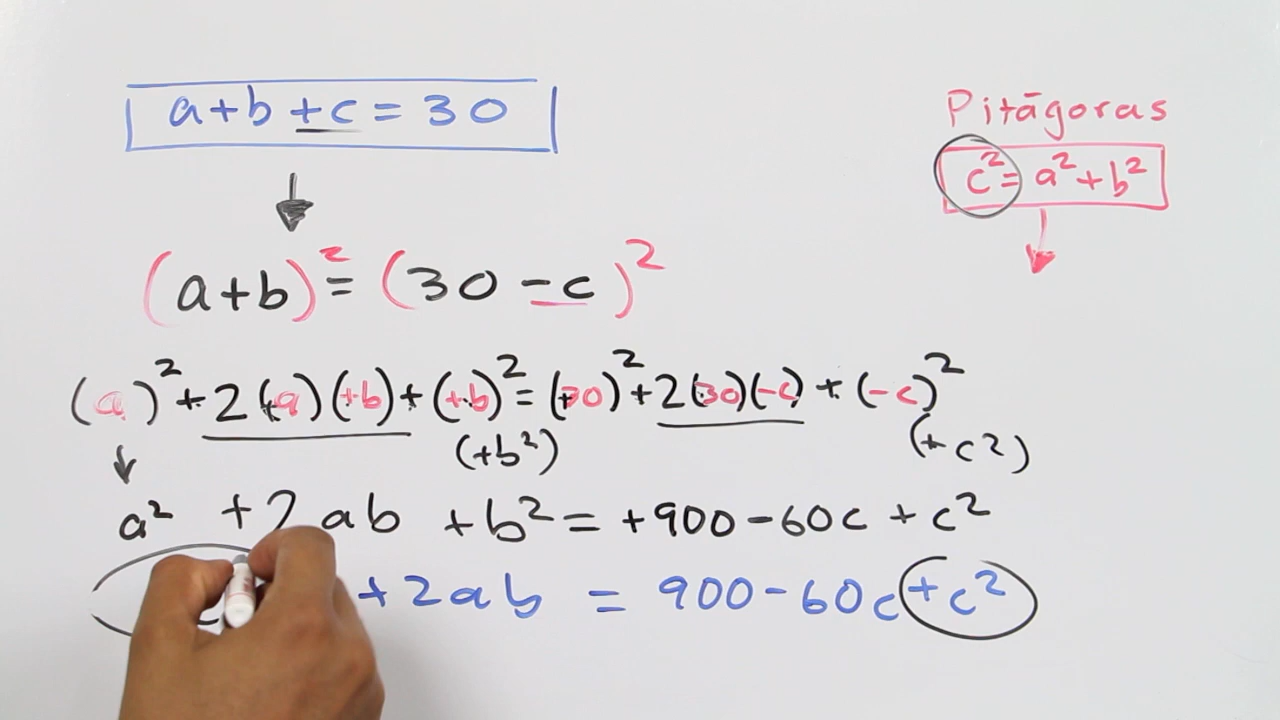 a+b+c=30
Pitágoras
c²=a²+b²
(a+b)²=(30-c)²
(a)²+2(+a)(+b)+(+b)²=(+30)²+2(30)(-c)+(-c)²
(+b²)
(+c2)
a² +2ab +b²=+900-60c+c²
+2ab = 900-60c+c²